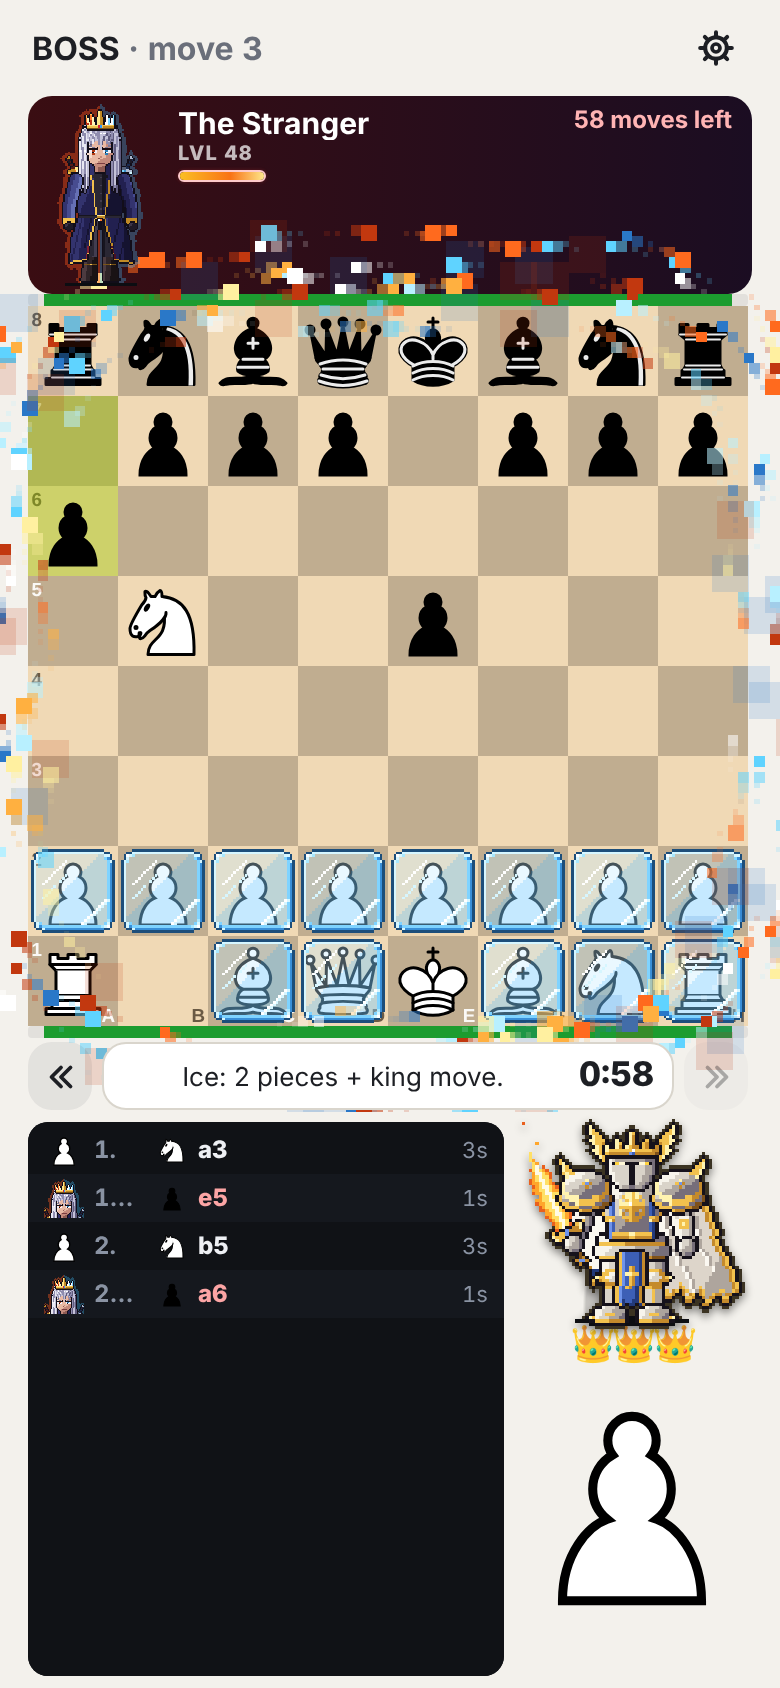 BOSS · move 3
The Stranger
58 moves left
LVL 48
8
6
5
4
3
1
A
B
E
Ice: 2 pieces + king move.
0:58
1. a3 3s
1... e5 1s
2. b5 3s
2... a6 1s